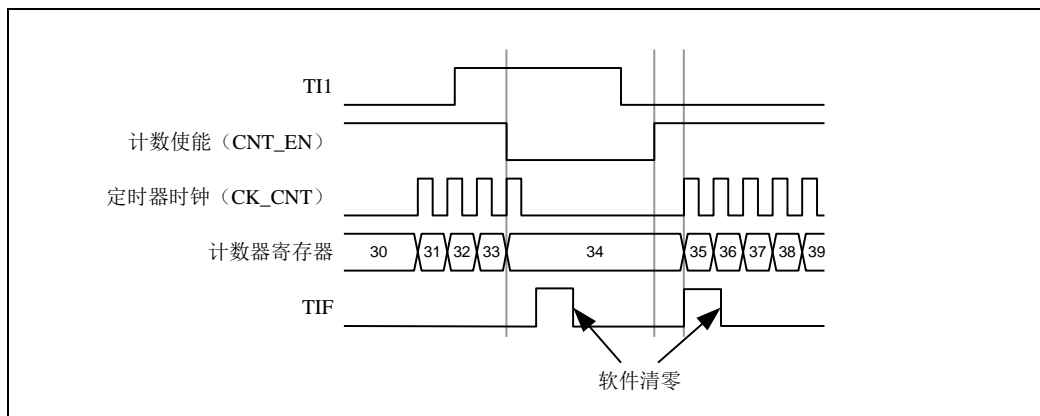 TI1
计数使能（CNT_EN）
定时器时钟（CK_CNT）
计数器寄存器 30 31 32 33 34 35 36 37 38 39
TIF
软件清零